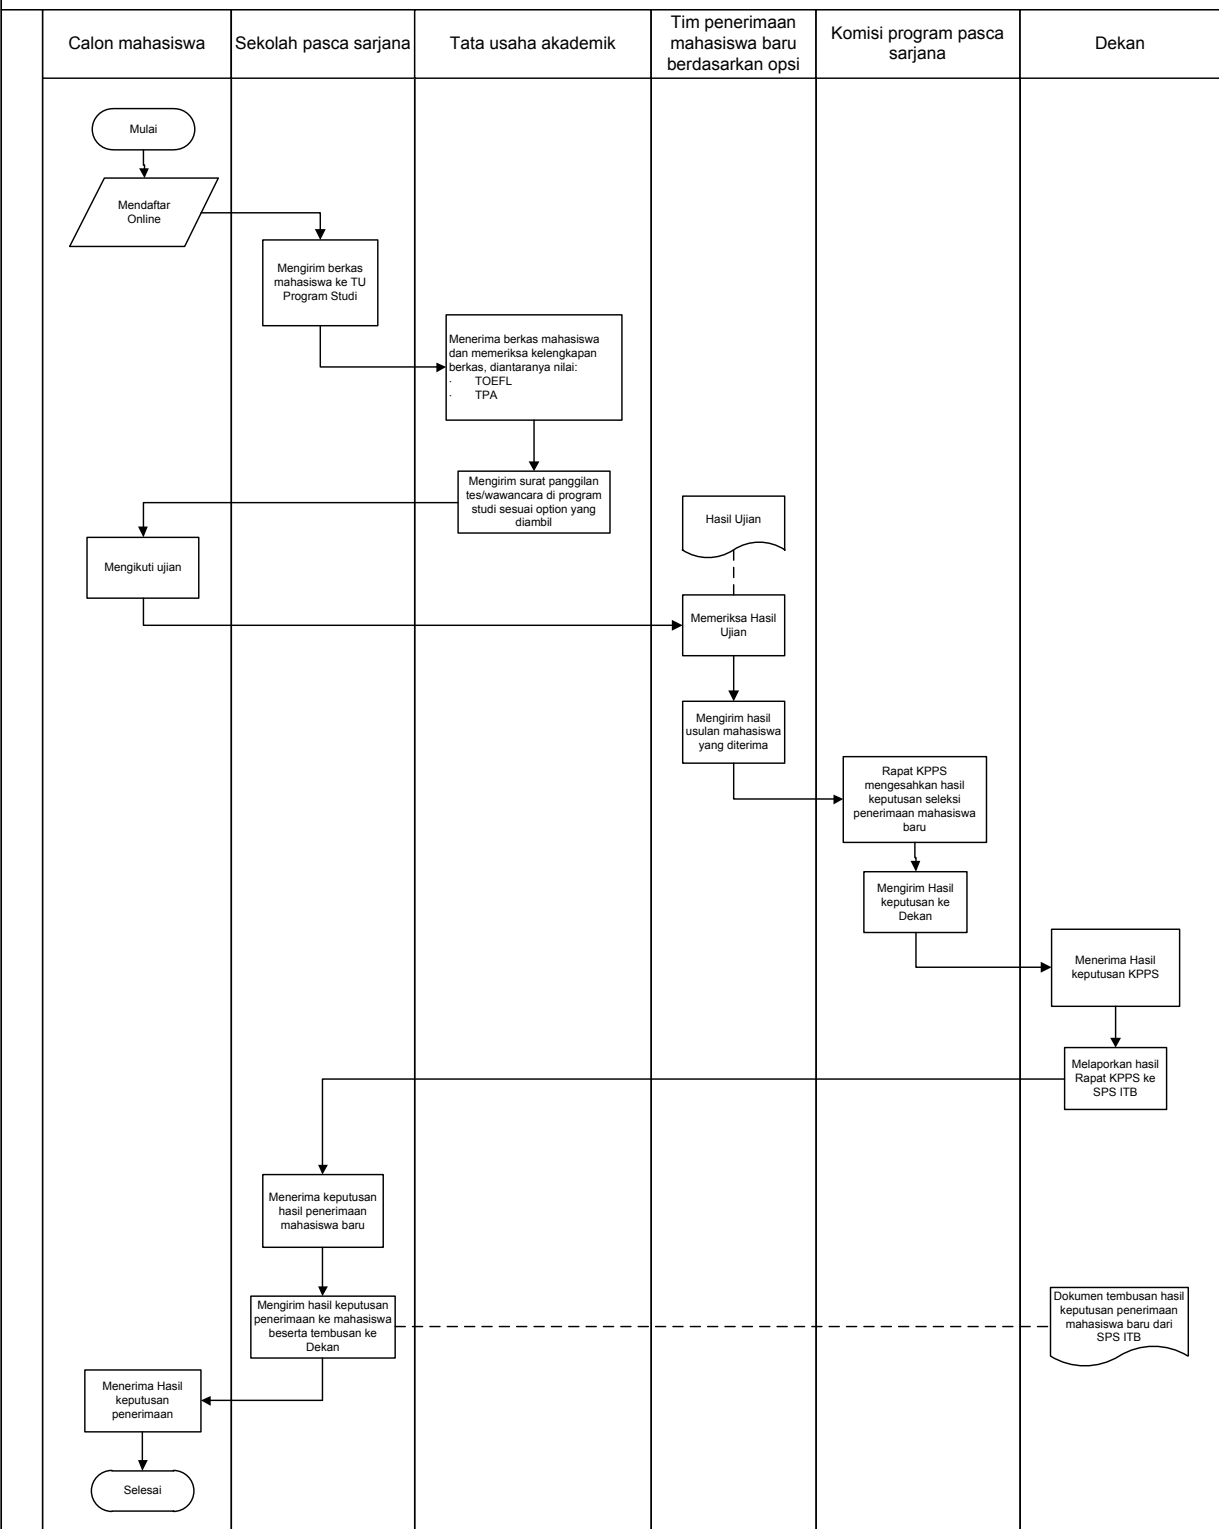 Calon mahasiswa
Sekolah pasca sarjana
Tata usaha akademik
Tim penerimaan
mahasiswa baru
berdasarkan opsi
Komisi program pasca
sarjana
Dekan
Mulai
Mendaftar
Online
Mengirim berkas
mahasiswa ke TU
Program Studi
Menerima berkas mahasiswa
dan memeriksa kelengkapan
berkas, diantaranya nilai:
· TOEFL
· TPA
Mengirim surat panggilan
tes/wawancara di program
studi sesuai option yang
diambil
Hasil Ujian
Mengikuti ujian
Memeriksa Hasil
Ujian
Mengirim hasil
usulan mahasiswa
yang diterima
Rapat KPPS
mengesahkan hasil
keputusan seleksi
penerimaan mahasiswa
baru
Mengirim Hasil
keputusan ke
Dekan
Menerima Hasil
keputusan KPPS
Melaporkan hasil
Rapat KPPS ke
SPS ITB
Menerima keputusan
hasil penerimaan
mahasiswa baru
Mengirim hasil keputusan
penerimaan ke mahasiswa
beserta tembusan ke
Dekan
Dokumen tembusan hasil
keputusan penerimaan
mahasiswa baru dari
SPS ITB
Menerima Hasil
keputusan
penerimaan
Selesai